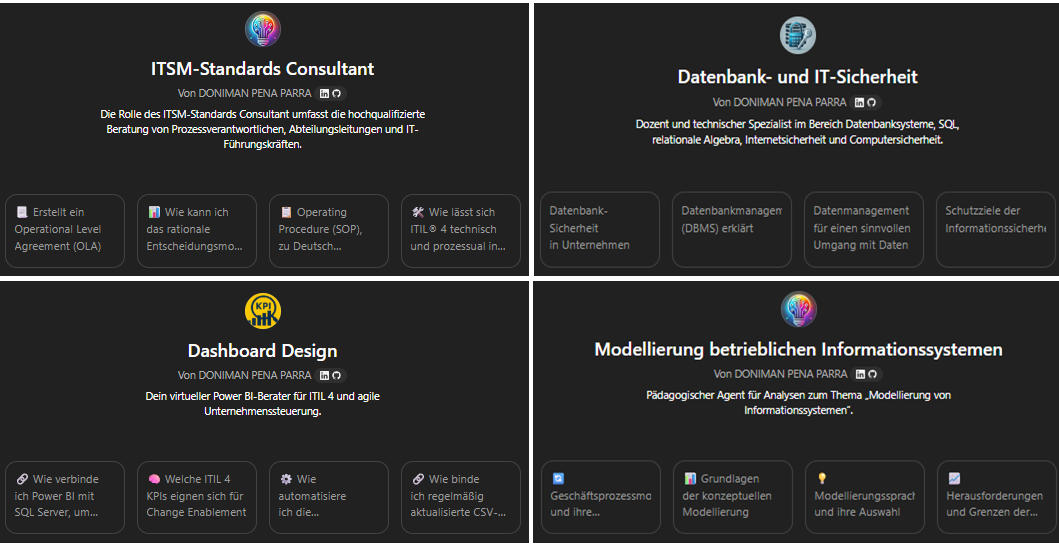 ITSM-Standards Consultant
Von DONIMAN PENA PARRA
Die Rolle des ITSM-Standards Consultant umfasst die hochqualifizierte
Beratung von Prozessverantwortlichen, Abteilungsleitungen und IT-
Führungskräften.
Erstellt ein
Operational Level
Agreement (OLA)
Wie kann ich
das rationale
Entscheidungsmo...
Operating
Procedure (SOP),
zu Deutsch...
Wie lässt sich
ITIL® 4 technisch
und prozessual in...
Datenbank- und IT-Sicherheit
Von DONIMAN PENA PARRA
Dozent und technischer Spezialist im Bereich Datenbanksysteme, SQL,
relationale Algebra, Internetsicherheit und Computersicherheit.
Datenbank-
Sicherheit
in Unternehmen
Datenbankmanagem
(DBMS) erklärt
Datenmanagement
für einen sinnvollen
Umgang mit Daten
Schutzziele der
Informationssicherhe
KPI
Dashboard Design
Von DONIMAN PENA PARRA
Dein virtueller Power BI-Berater für ITIL 4 und agile
Unternehmenssteuerung.
Wie verbinde
ich Power BI mit
SQL Server, um...
Welche ITIL 4
KPIs eignen sich für
Change Enablement
Wie
automatisiere
ich die...
Wie binde
ich regelmäßig
aktualisierte CSV-...
Modellierung betrieblichen Informationssystemen
Von DONIMAN PENA PARRA
Pädagogischer Agent für Analysen zum Thema „Modellierung von
Informationssystemen“.
Geschäftsprozessmo
und ihre...
Grundlagen
der konzeptuellen
Modellierung
Modellierungssprach
und ihre Auswahl
Herausforderungen
und Grenzen der...